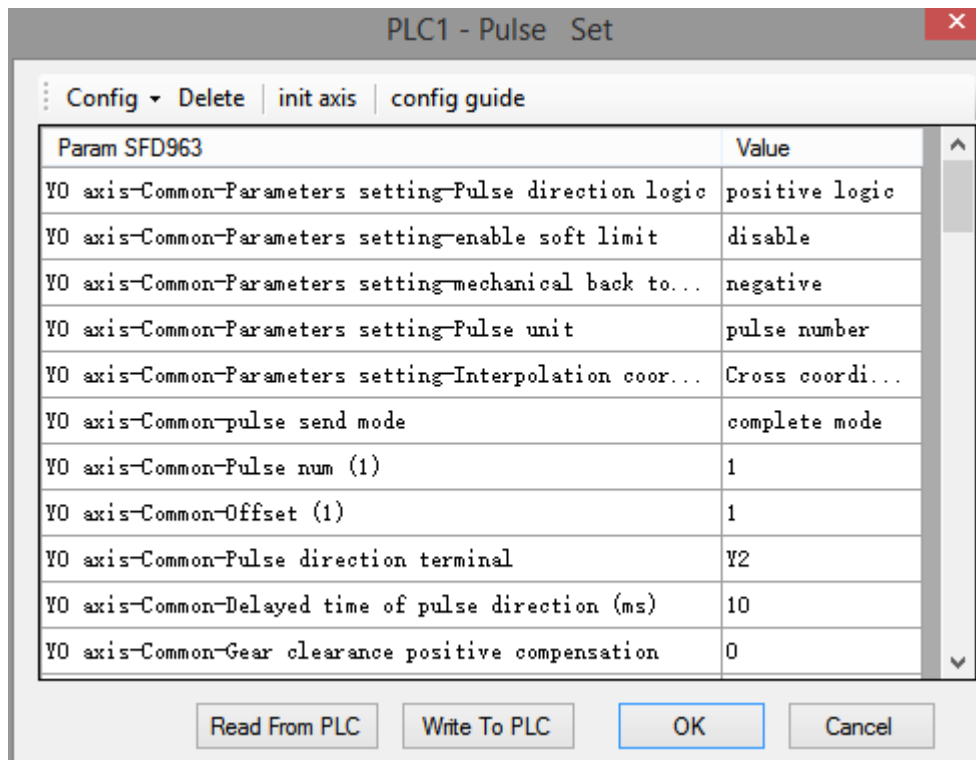 PLC1 - Pulse Set
Config Delete init axis config guide
Param SFD963 Value
Y0 axis-Common-Parameters setting-Pulse direction logic positive logic
Y0 axis-Common-Parameters setting-enable soft limit disable
Y0 axis-Common-Parameters setting-mechanical back to... negative
Y0 axis-Common-Parameters setting-Pulse unit pulse number
Y0 axis-Common-Parameters setting-Interpolation coor... Cross coordi...
Y0 axis-Common-pulse send mode complete mode
Y0 axis-Common-Pulse num (1) 1
Y0 axis-Common-Offset (1) 1
Y0 axis-Common-Pulse direction terminal Y2
Y0 axis-Common-Delayed time of pulse direction (ms) 10
Y0 axis-Common-Gear clearance positive compensation 0
Read From PLC Write To PLC OK Cancel